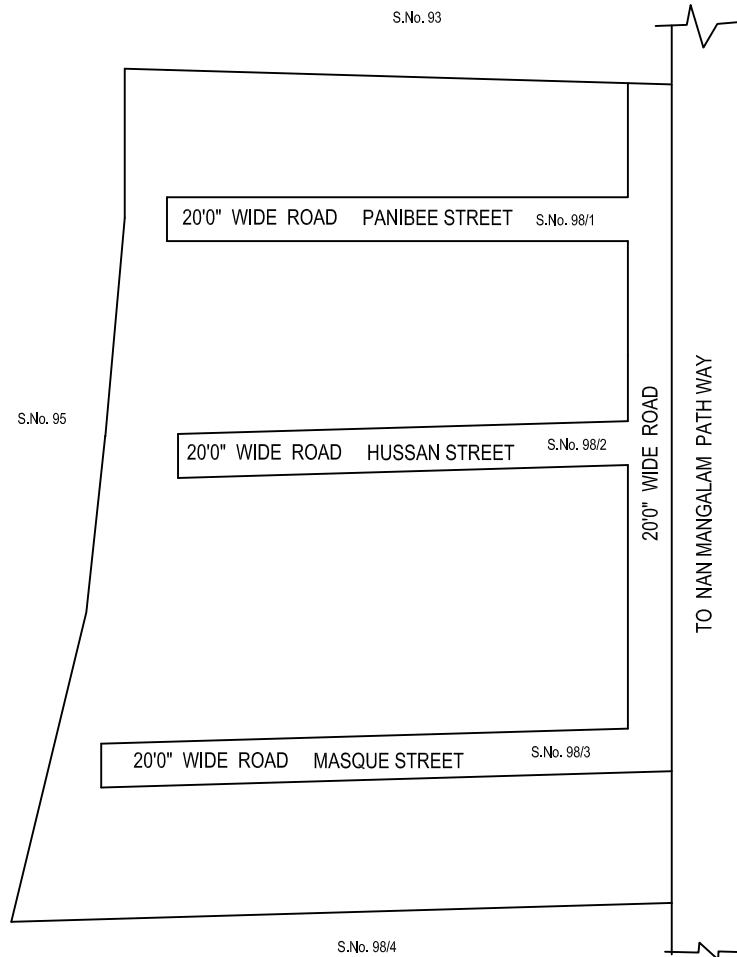 S.No. 93
20'0" WIDE ROAD PANIBEE STREET S.No. 98/1
S.No. 95
20'0" WIDE ROAD HUSSAN STREET S.No. 98/2
20'0" WIDE ROAD
TO NAN MANGALAM PATH WAY
20'0" WIDE ROAD MASQUE STREET S.No. 98/3
S.No. 98/4